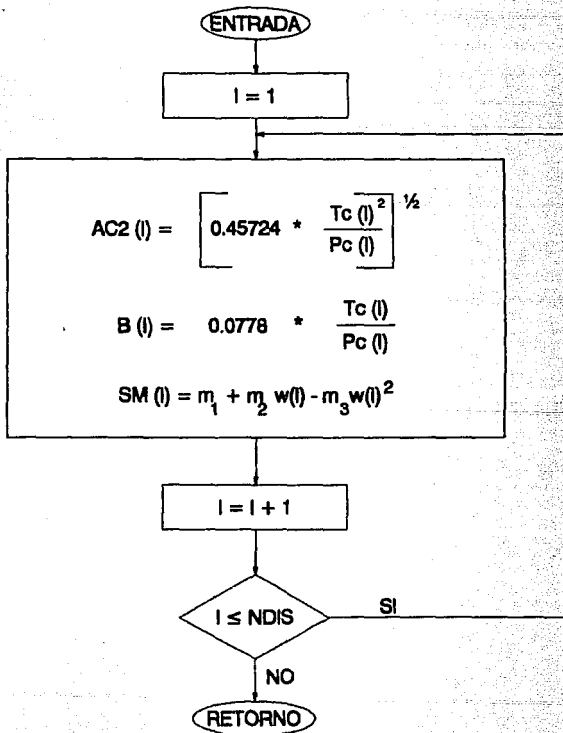 ENTRADA
I = 1
AC2 (I) = [ 0.45724 * Tc (I)² / Pc (I) ]^½
B (I) = 0.0778 * Tc (I) / Pc (I)
SM (I) = m₁ + m₂ w(I) - m₃w(I)²
I = I + 1
I ≤ NDIS
SI
NO
RETORNO